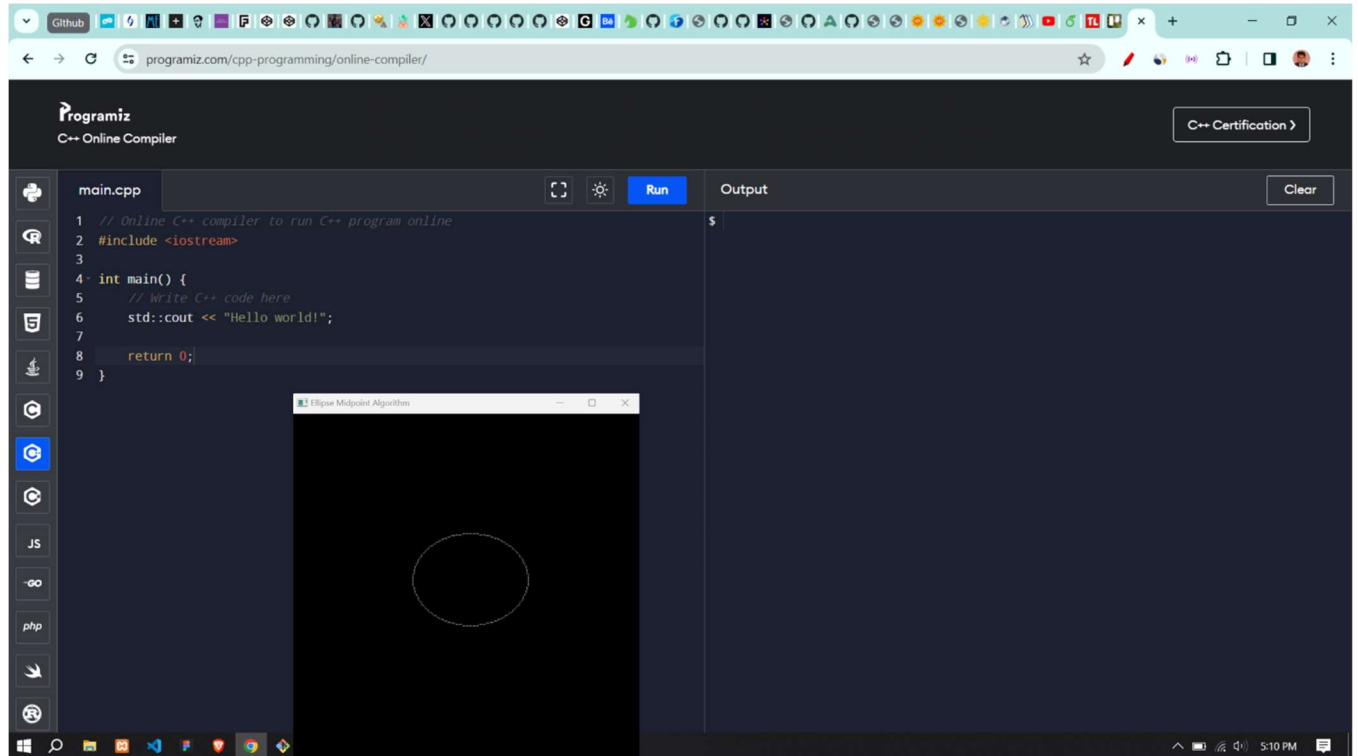 GIthub
programiz.com/cpp-programming/online-compiler/
Programiz
C++ Online Compiler
C++ Certification
main.cpp
Run
Output
Clear
1 // Online C++ compiler to run C++ program online
2 #include <iostream>
3
4 int main() {
5 // Write C++ code here
6 std::cout << "Hello world!";
7
8 return 0;
9 }
$
Ellipse Midpoint Algorithm
JS
-GO
php
5:10 PM